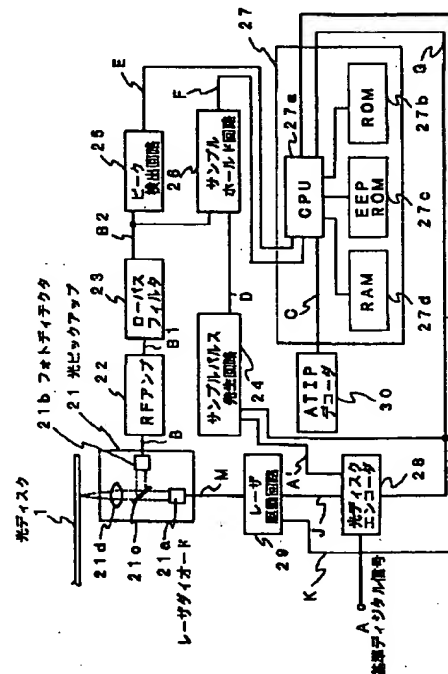 光ディスク
1
21d
21c
21a
レーザダイオード
21b フォトディテクタ
21 光ピックアップ
B
22
RFアンプ
B1
23
ローパス
フィルタ
B2
25
ピーク
検出回路
E
26
サンプル
ホールド回路
F
D
サンプルパルス
発生回路
24
27
27a
CPU
ROM
27b
EEP
ROM
27c
RAM
27d
C
G
ATIP
デコーダ
30
M
レーザ
駆動回路
29
A'
J
K
光ディスク
エンコーダ
28
A
基準ディジタル信号